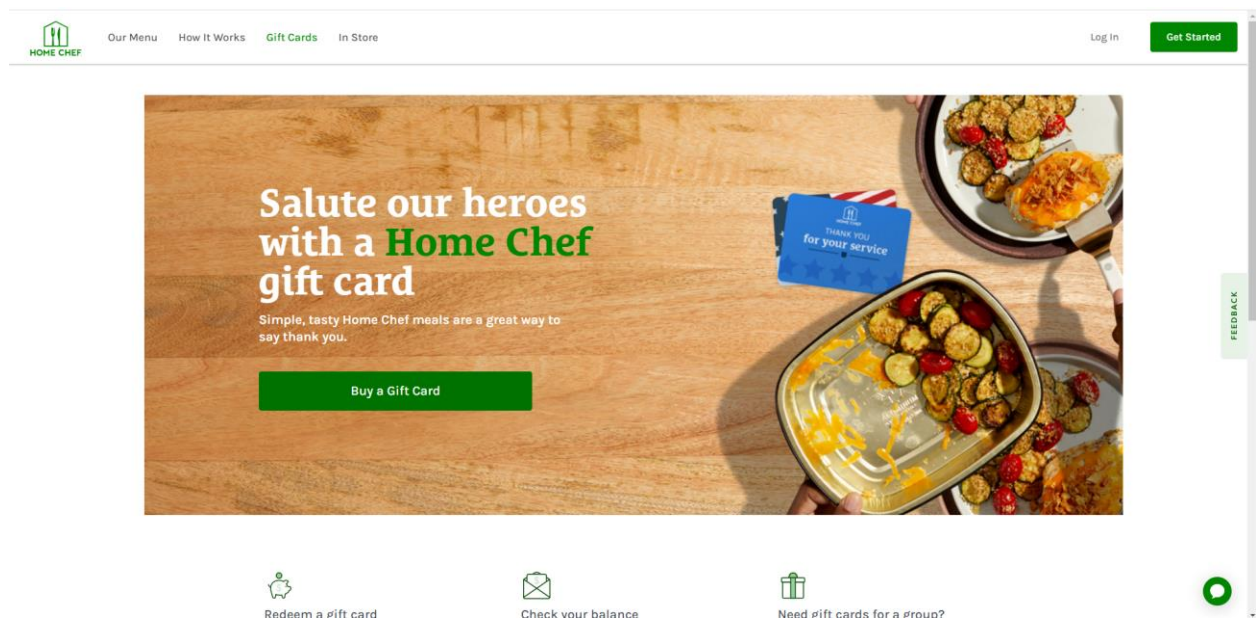 HOME CHEF
Our Menu How It Works Gift Cards In Store Log In Get Started
Salute our heroes
with a Home Chef
gift card
Simple, tasty Home Chef meals are a great way to
say thank you.
Buy a Gift Card
HOME CHEF
THANK YOU
for your service
FEEDBACK
Redeem a gift card Check your balance Need gift cards for a group?